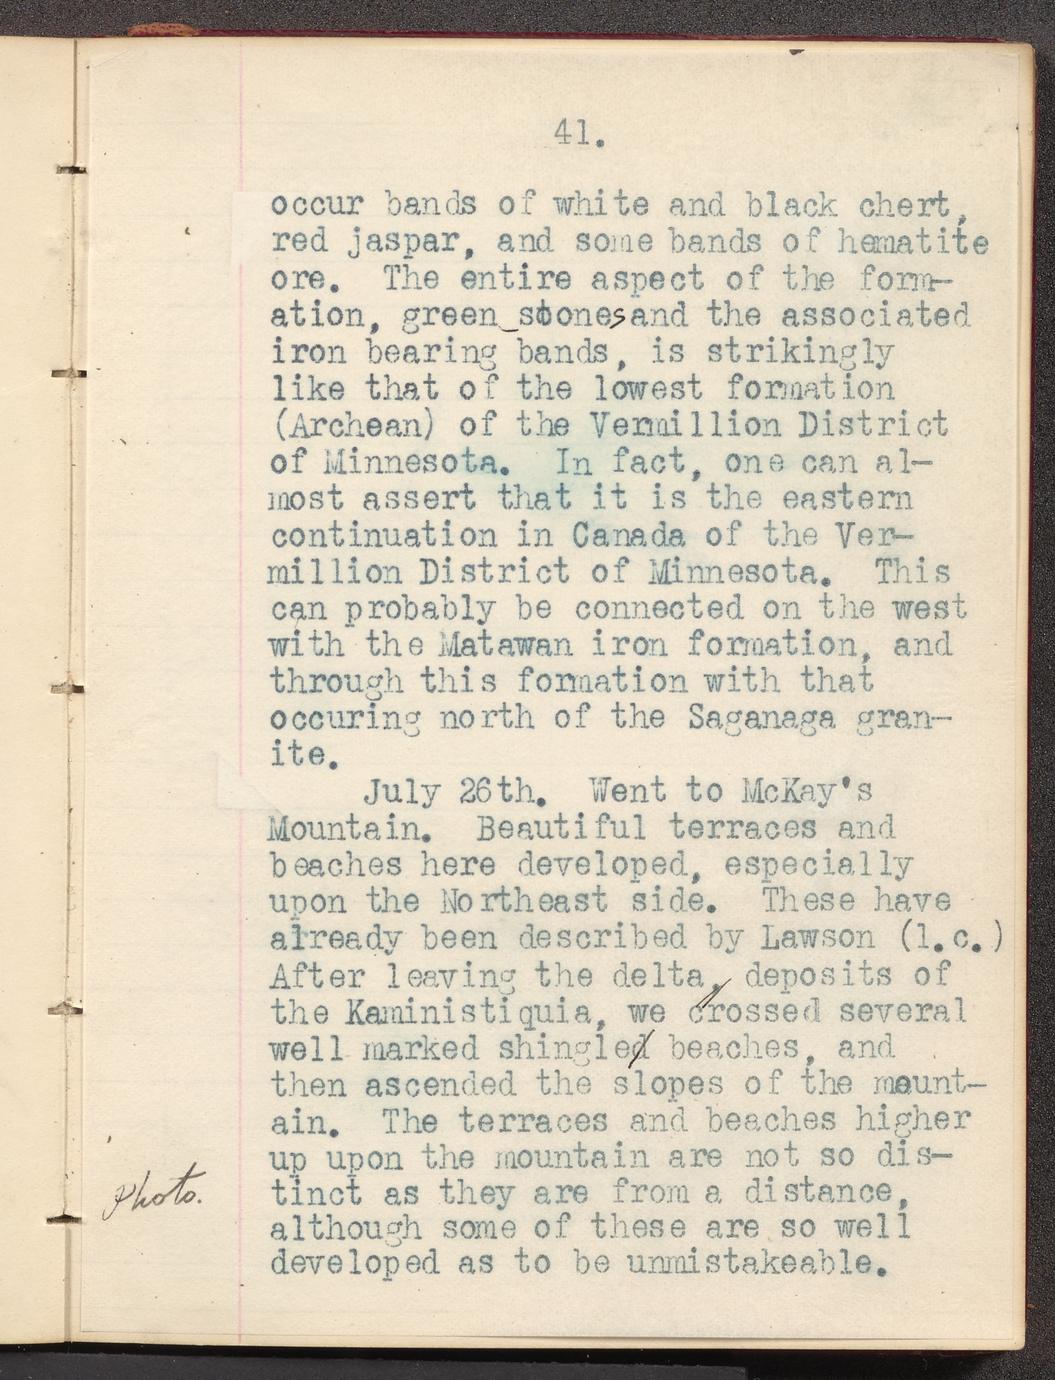 41.
occur bands of white and black chert,
red jaspar, and some bands of hematite
ore. The entire aspect of the form-
ation, green stones and the associated
iron bearing bands, is strikingly
like that of the lowest formation
(Archean) of the Vermillion District
of Minnesota. In fact, one can al-
most assert that it is the eastern
continuation in Canada of the Ver-
million District of Minnesota. This
can probably be connected on the west
with the Matawan iron formation, and
through this formation with that
occuring north of the Saganaga gran-
ite.
July 26th. Went to McKay's
Mountain. Beautiful terraces and
beaches here developed, especially
upon the Northeast side. These have
already been described by Lawson (l.c.)
After leaving the delta, deposits of
the Kaministiquia, we crossed several
well marked shingle beaches, and
then ascended the slopes of the mount-
ain. The terraces and beaches higher
up upon the mountain are not so dis-
Photo.
tinct as they are from a distance,
although some of these are so well
developed as to be unmistakeable.